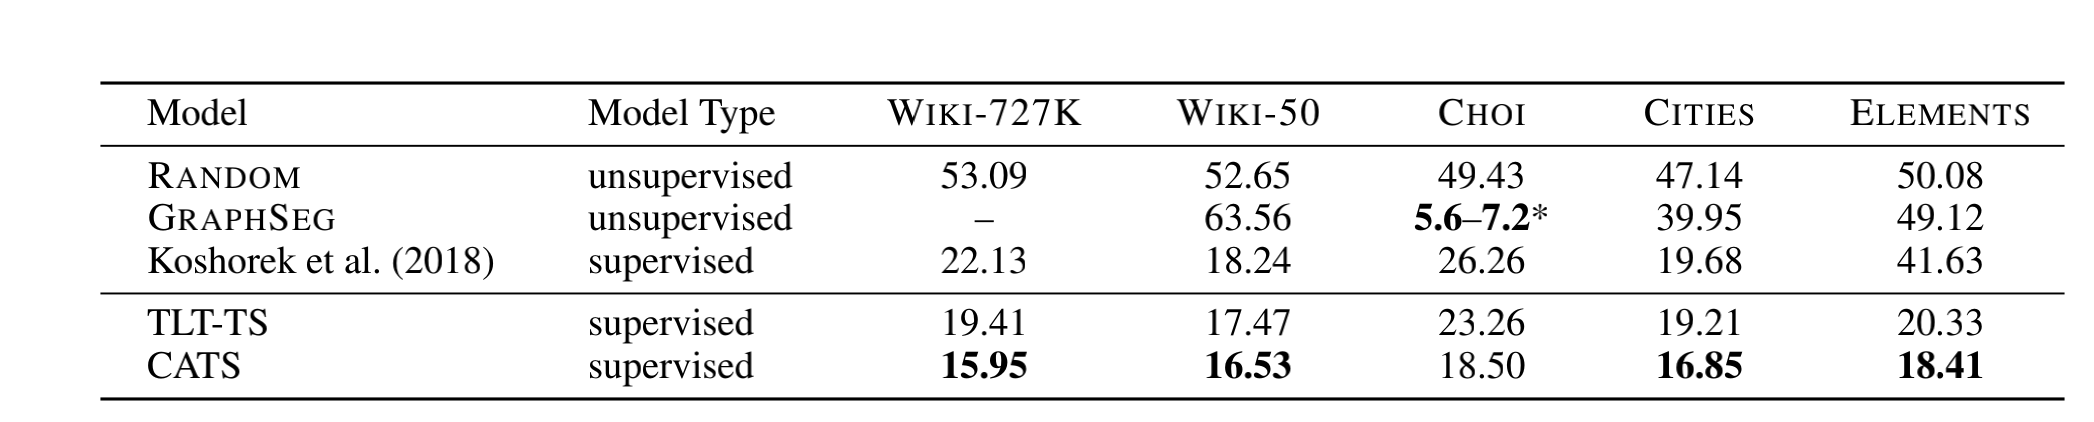 Model Model Type WIKI-727K WIKI-50 CHOI CITIES ELEMENTS
RANDOM unsupervised 53.09 52.65 49.43 47.14 50.08
GRAPHSEG unsupervised – 63.56 5.6–7.2* 39.95 49.12
Koshorek et al. (2018) supervised 22.13 18.24 26.26 19.68 41.63
TLT-TS supervised 19.41 17.47 23.26 19.21 20.33
CATS supervised 15.95 16.53 18.50 16.85 18.41